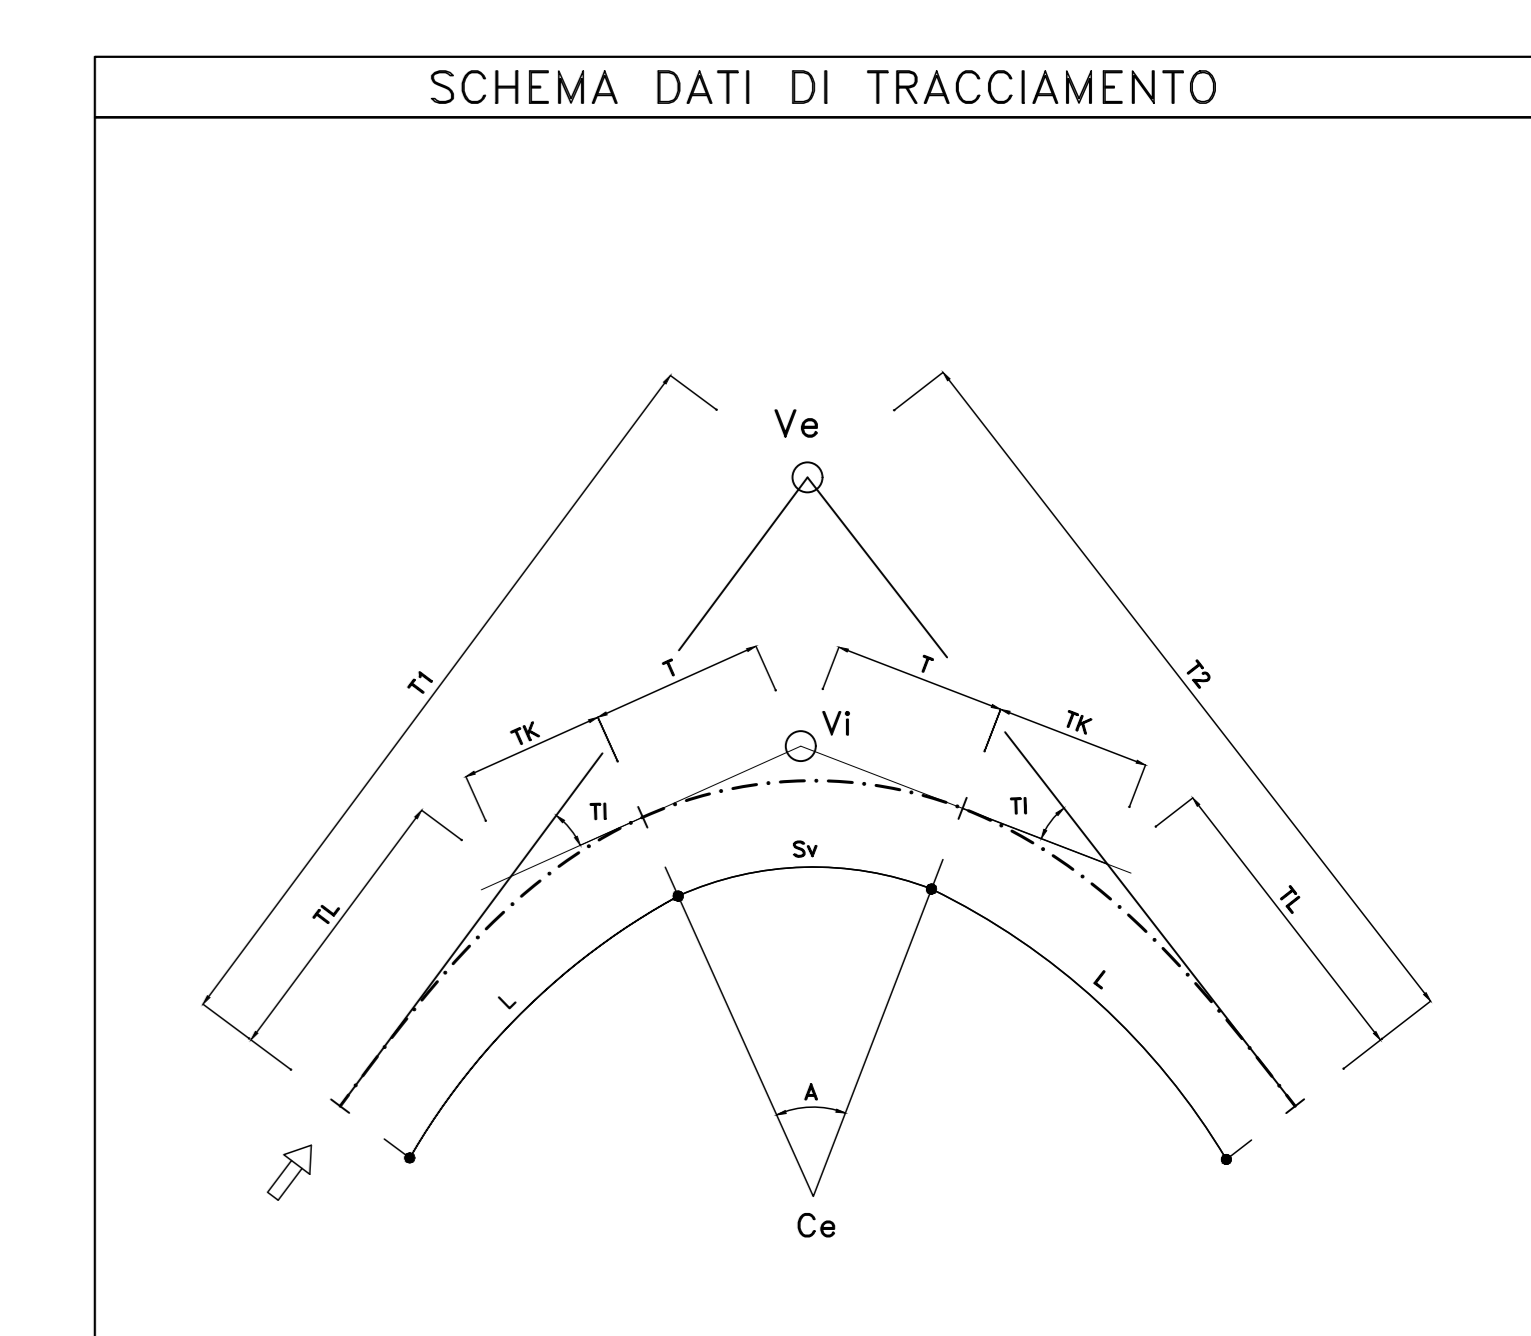 SCHEMA DATI DI TRACCIAMENTO
Ve
T1
T
T
T2
TK
Vi
TK
TI
TI
Sv
TL
TL
L
L
A
Ce